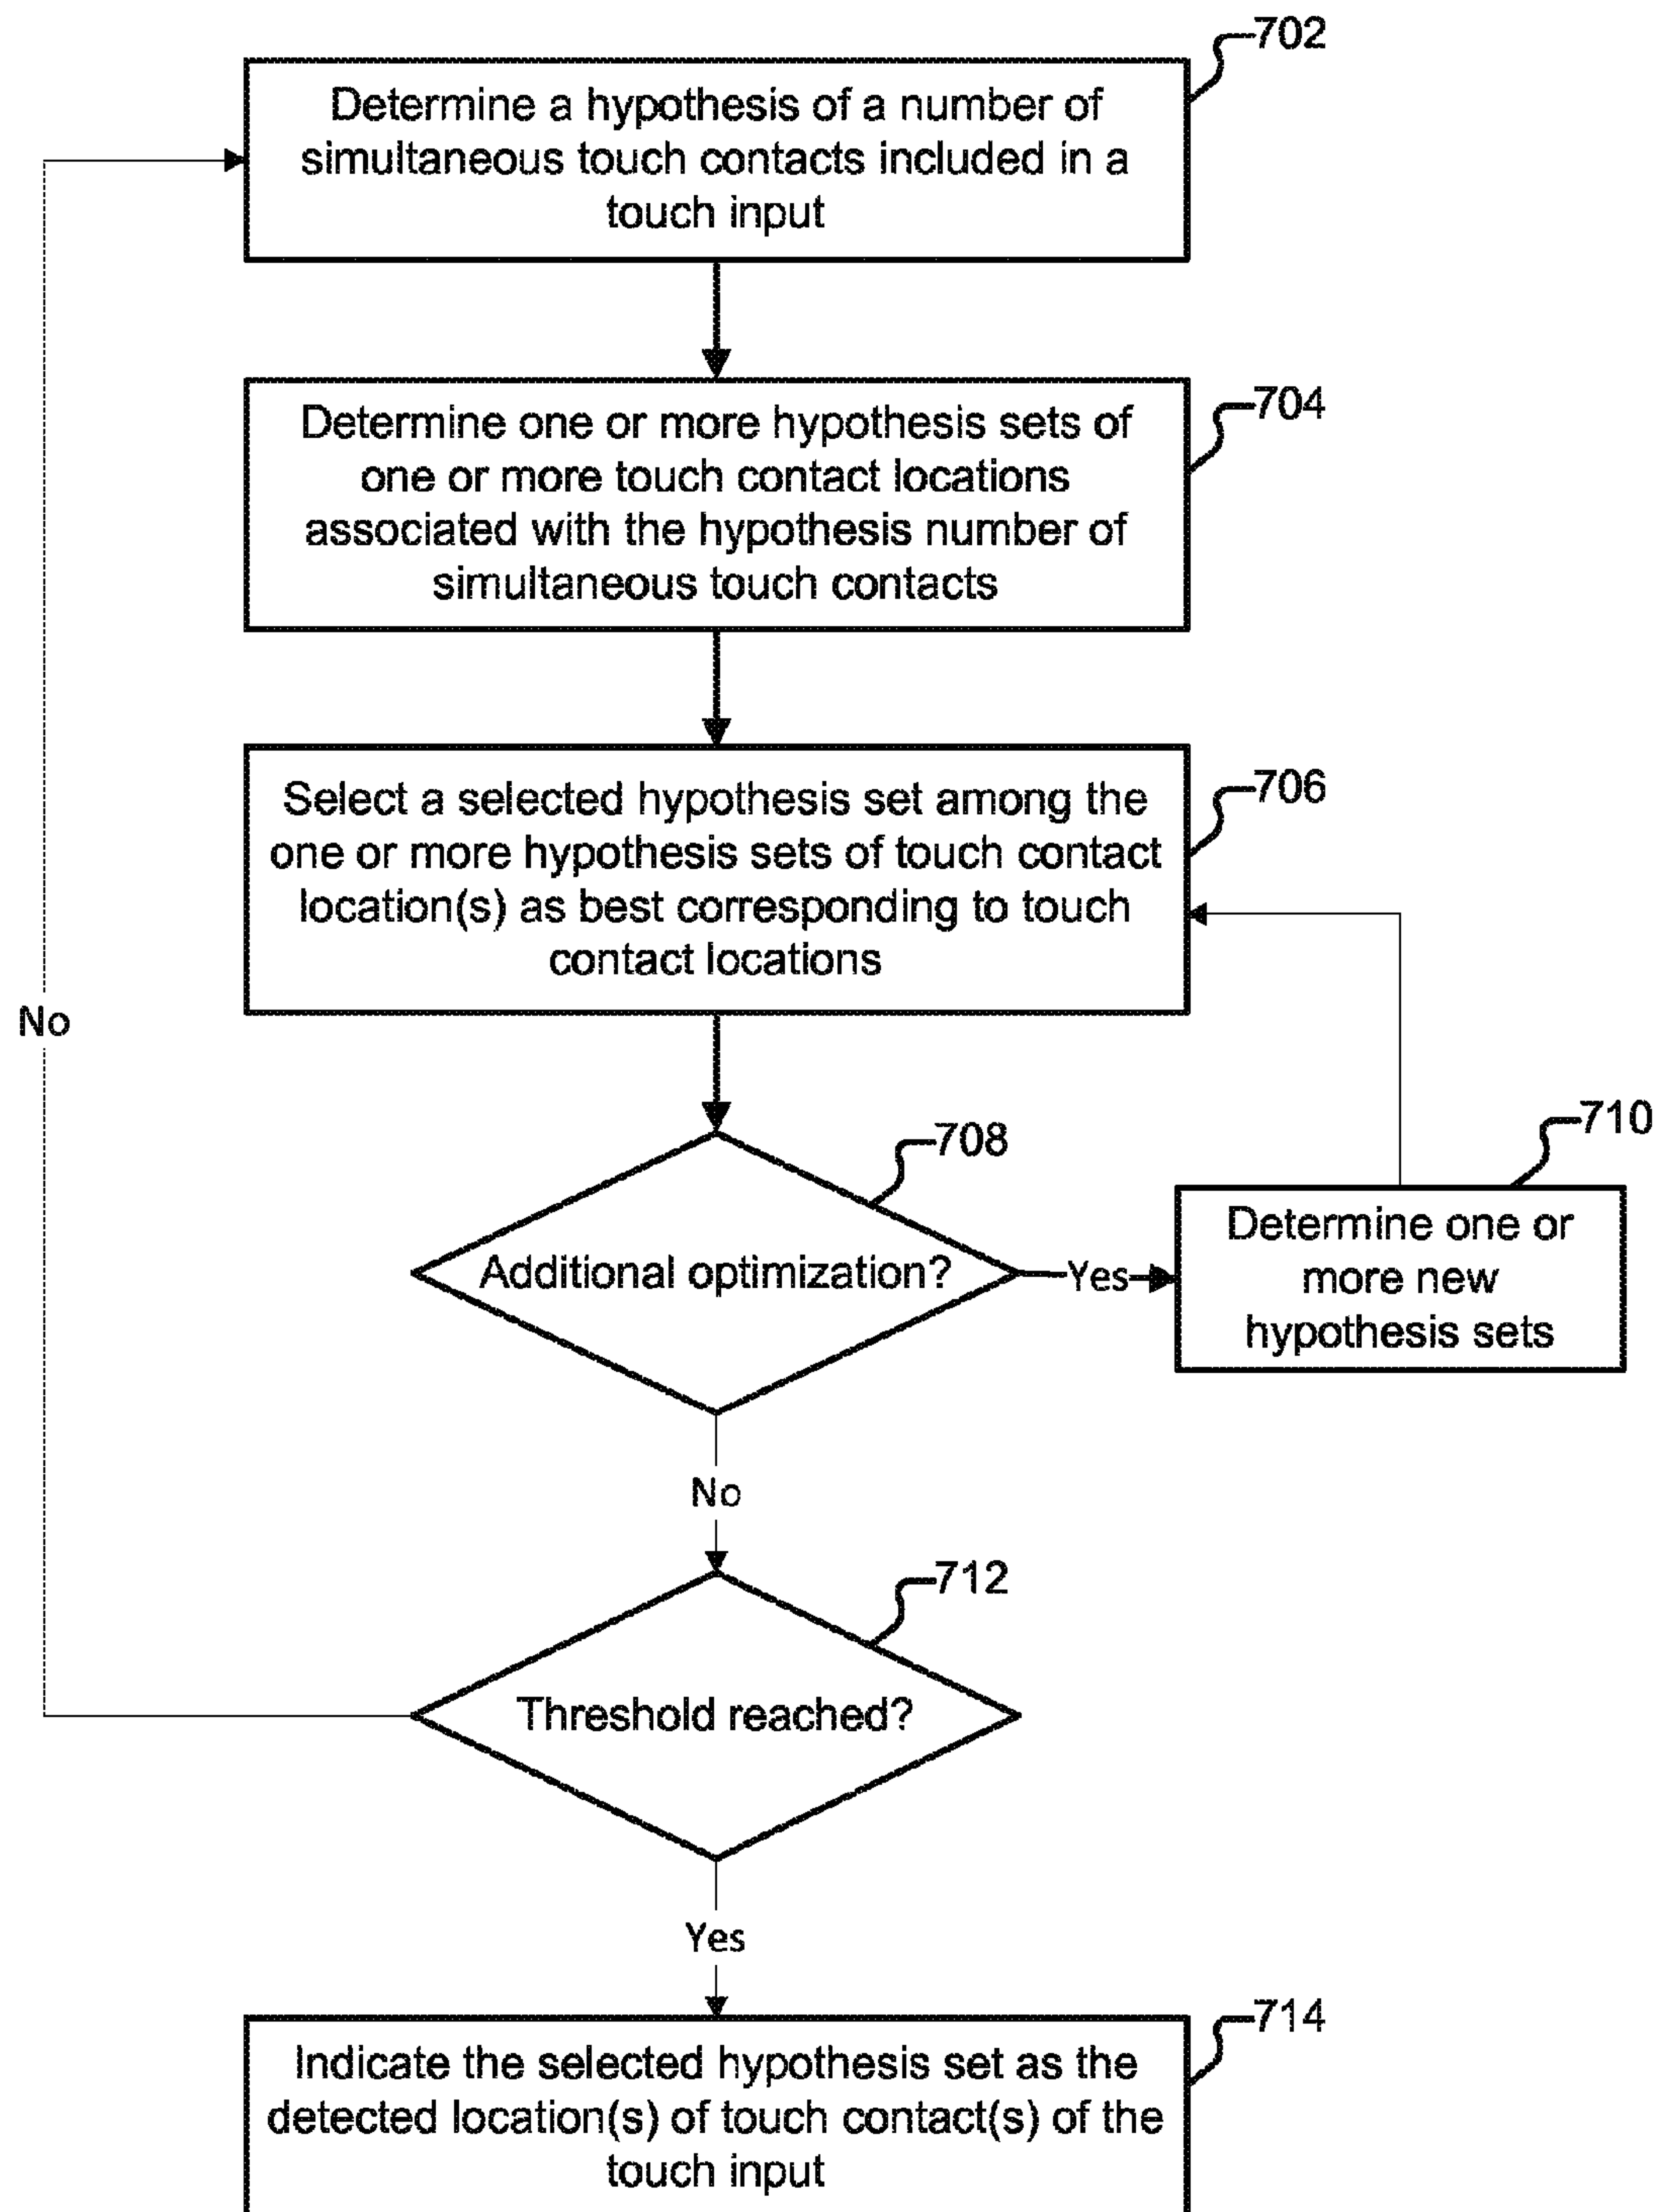 702
Determine a hypothesis of a number of
simultaneous touch contacts included in a
touch input
704
Determine one or more hypothesis sets of
one or more touch contact locations
associated with the hypothesis number of
simultaneous touch contacts
706
Select a selected hypothesis set among the
one or more hypothesis sets of touch contact
location(s) as best corresponding to touch
contact locations
No
708
Additional optimization?
Yes
710
Determine one or
more new
hypothesis sets
No
712
Threshold reached?
Yes
714
Indicate the selected hypothesis set as the
detected location(s) of touch contact(s) of the
touch input